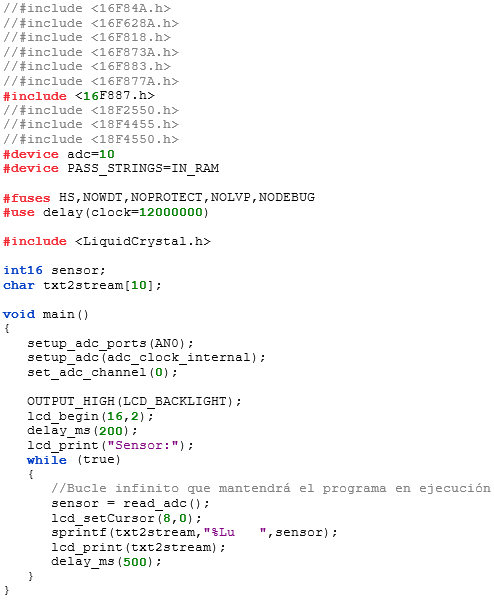 //#include <16F84A.h>
//#include <16F628A.h>
//#include <16F818.h>
//#include <16F873A.h>
//#include <16F883.h>
//#include <16F877A.h>
#include <16F887.h>
//#include <18F2550.h>
//#include <18F4455.h>
//#include <18F4550.h>
#device adc=10
#device PASS_STRINGS=IN_RAM

#fuses HS,NOWDT,NOPROTECT,NOLVP,NODEBUG
#use delay(clock=12000000)

#include <LiquidCrystal.h>

int16 sensor;
char txt2stream[10];

void main()
{
   setup_adc_ports(AN0);
   setup_adc(adc_clock_internal);
   set_adc_channel(0);

   OUTPUT_HIGH(LCD_BACKLIGHT);
   lcd_begin(16,2);
   delay_ms(200);
   lcd_print("Sensor:");
   while (true)
   {
      //Bucle infinito que mantendrá el programa en ejecución
      sensor = read_adc();
      lcd_setCursor(8,0);
      sprintf(txt2stream,"%Lu   ",sensor);
      lcd_print(txt2stream);
      delay_ms(500);
   }
}